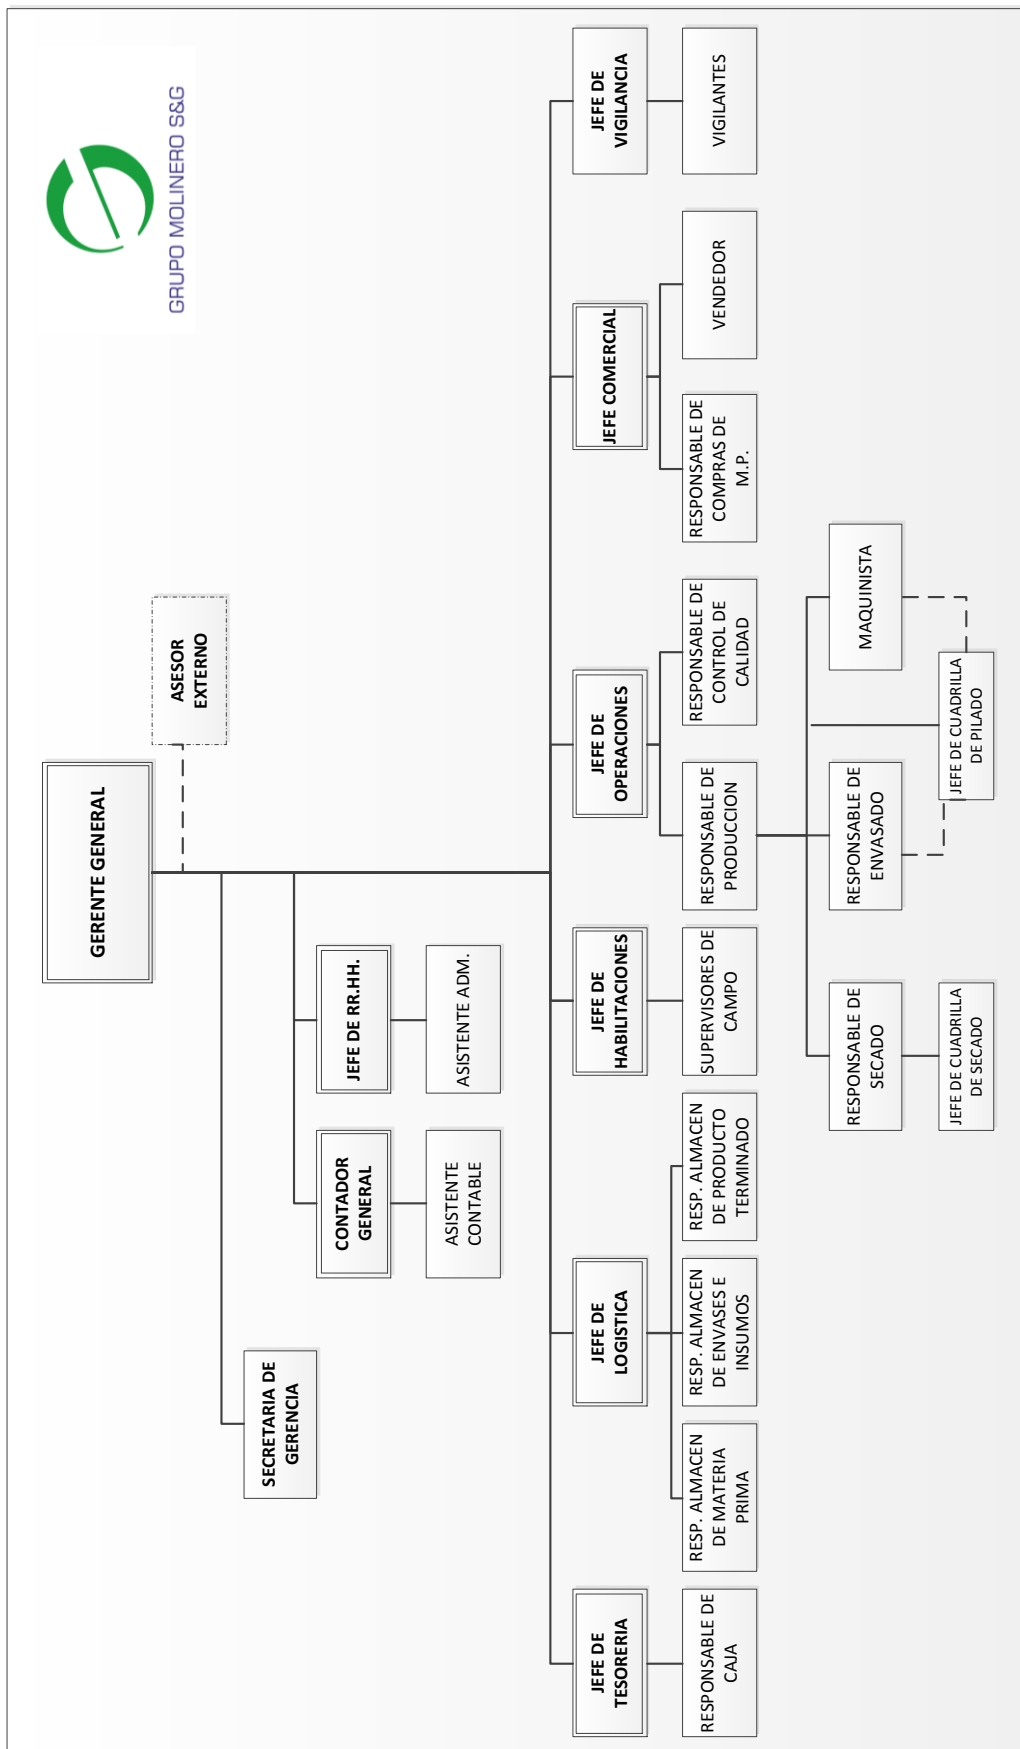 GRUPO MOLINERO S&G
GERENTE GENERAL
ASESOR
EXTERNO
SECRETARIA DE
GERENCIA
CONTADOR
GENERAL
JEFE DE RR.HH.
ASISTENTE
CONTABLE
ASISTENTE ADM.
JEFE DE
TESORERIA
JEFE DE
LOGISTICA
JEFE DE
HABILITACIONES
JEFE DE
OPERACIONES
JEFE COMERCIAL
JEFE DE
VIGILANCIA
RESPONSABLE DE
CAJA
RESP. ALMACEN
DE MATERIA
PRIMA
RESP. ALMACEN
DE ENVASES E
INSUMOS
RESP. ALMACEN
DE PRODUCTO
TERMINADO
SUPERVISORES DE
CAMPO
RESPONSABLE DE
PRODUCCION
RESPONSABLE DE
CONTROL DE
CALIDAD
RESPONSABLE DE
COMPRAS DE
M.P.
VENDEDOR
VIGILANTES
RESPONSABLE DE
SECADO
RESPONSABLE DE
ENVASADO
MAQUINISTA
JEFE DE CUADRILLA
DE SECADO
JEFE DE CUADRILLA
DE PILADO